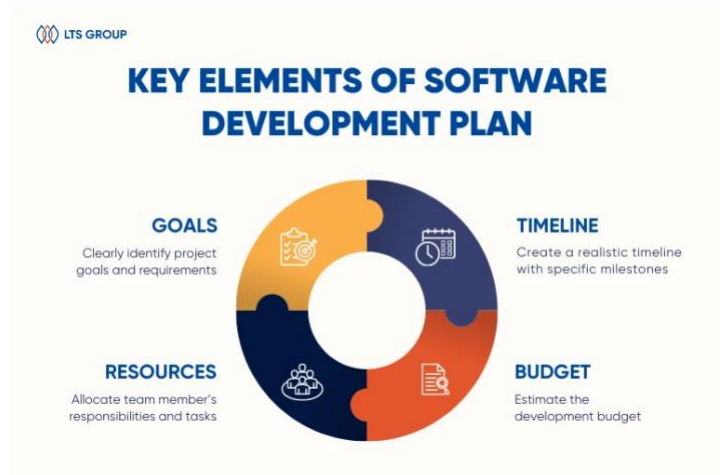 LTS GROUP
KEY ELEMENTS OF SOFTWARE
DEVELOPMENT PLAN
GOALS
Clearly identify project
goals and requirements
TIMELINE
Create a realistic timeline
with specific milestones
RESOURCES
Allocate team member's
responsibilities and tasks
BUDGET
Estimate the
development budget